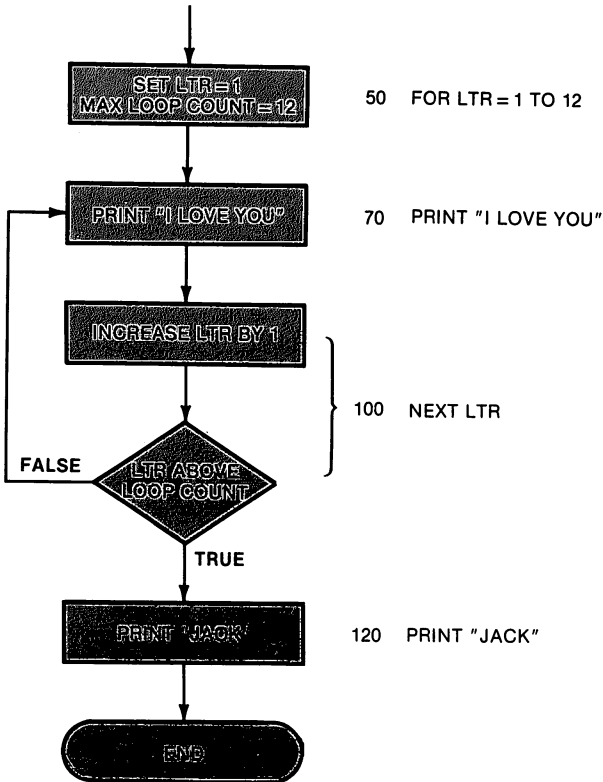 SET LTR = 1
MAX LOOP COUNT = 12
50 FOR LTR = 1 TO 12
PRINT "I LOVE YOU"
70 PRINT "I LOVE YOU"
INCREASE LTR BY 1
100 NEXT LTR
FALSE
LTR ABOVE
LOOP COUNT
TRUE
PRINT "JACK"
120 PRINT "JACK"
END